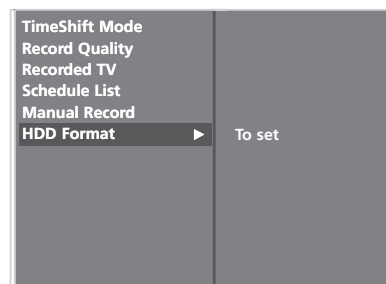 TimeShift Mode
Record Quality
Recorded TV
Schedule List
Manual Record
HDD Format ▶ To set